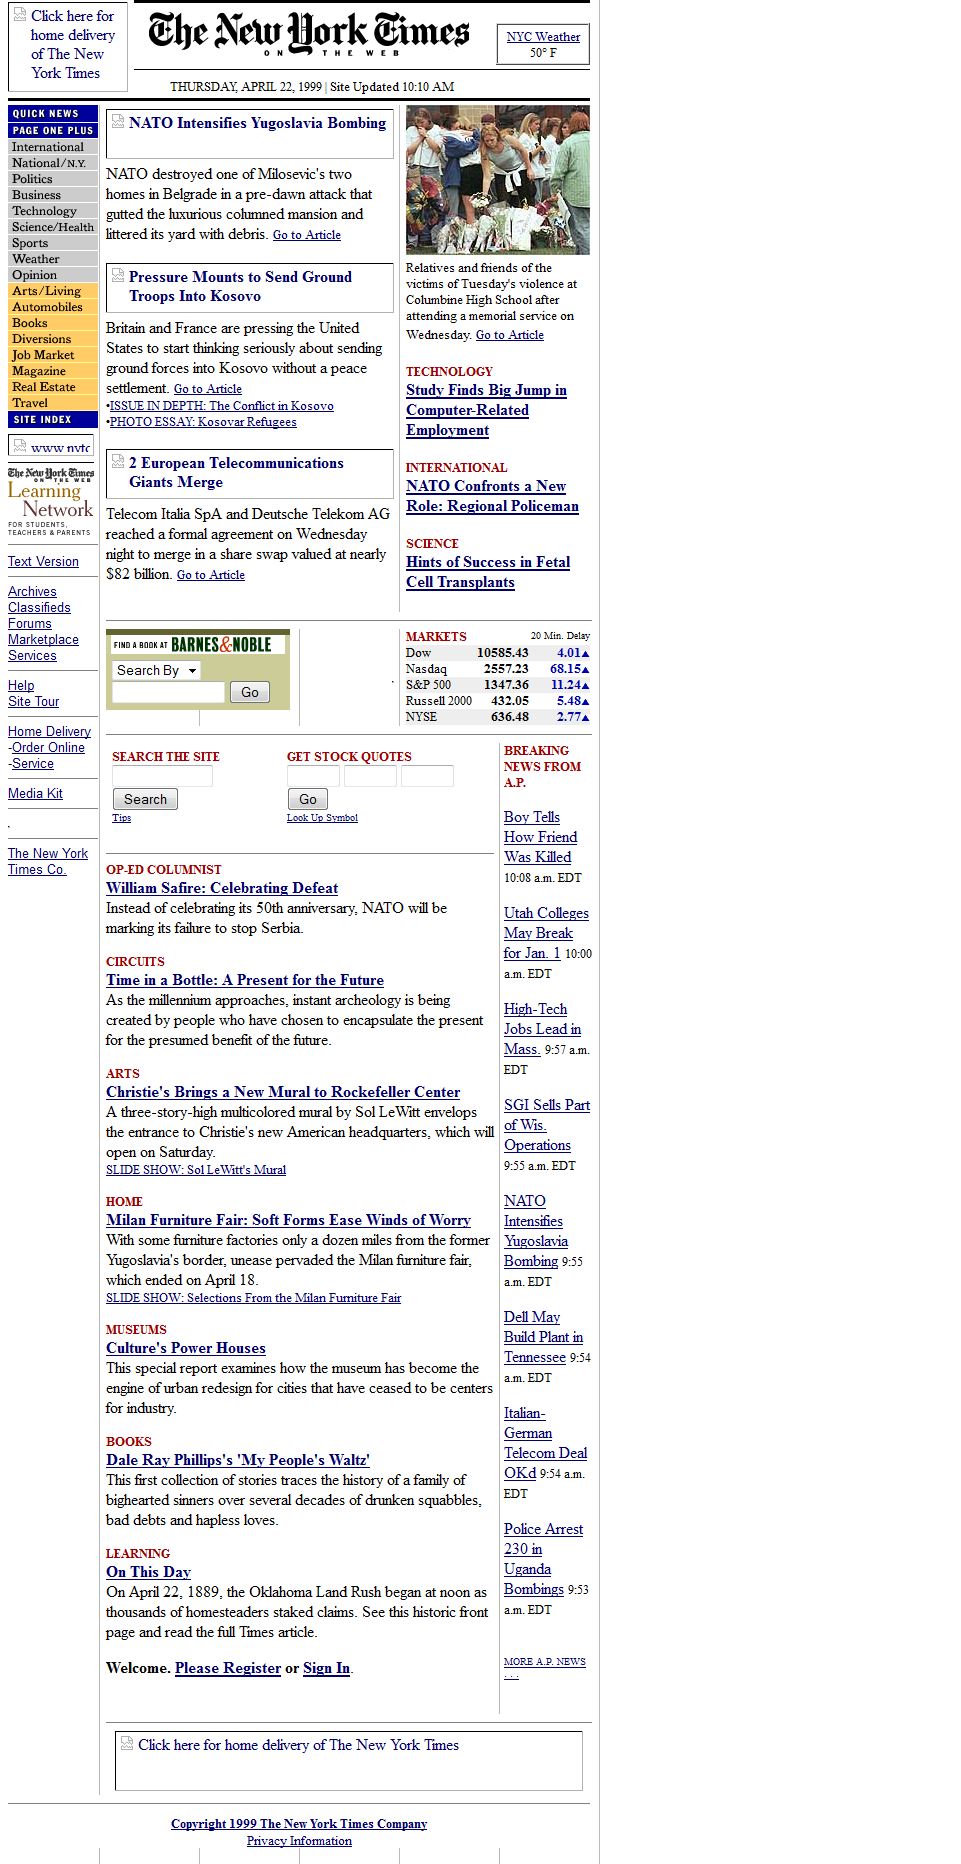 Click here for
home delivery
of The New
York Times
The New York Times
ON THE WEB
NYC Weather
50° F
THURSDAY, APRIL 22, 1999 | Site Updated 10:10 AM
QUICK NEWS
PAGE ONE PLUS
International
National/N.Y.
Politics
Business
Technology
Science/Health
Sports
Weather
Opinion
Arts/Living
Automobiles
Books
Diversions
Job Market
Magazine
Real Estate
Travel
SITE INDEX
The New York Times
ON THE WEB
Learning
Network
FOR STUDENTS,
TEACHERS & PARENTS
Text Version
Archives
Classifieds
Forums
Marketplace
Services
Help
Site Tour
Home Delivery
-Order Online
-Service
Media Kit
.
The New York
Times Co.
NATO Intensifies Yugoslavia Bombing
NATO destroyed one of Milosevic's two
homes in Belgrade in a pre-dawn attack that
gutted the luxurious columned mansion and
littered its yard with debris. Go to Article
Pressure Mounts to Send Ground
Troops Into Kosovo
Britain and France are pressing the United
States to start thinking seriously about sending
ground forces into Kosovo without a peace
settlement. Go to Article
•ISSUE IN DEPTH: The Conflict in Kosovo
•PHOTO ESSAY: Kosovar Refugees
2 European Telecommunications
Giants Merge
Telecom Italia SpA and Deutsche Telekom AG
reached a formal agreement on Wednesday
night to merge in a share swap valued at nearly
$82 billion. Go to Article
Relatives and friends of the
victims of Tuesday's violence at
Columbine High School after
attending a memorial service on
Wednesday. Go to Article
TECHNOLOGY
Study Finds Big Jump in
Computer-Related
Employment
INTERNATIONAL
NATO Confronts a New
Role: Regional Policeman
SCIENCE
Hints of Success in Fetal
Cell Transplants
FIND A BOOK AT BARNES&NOBLE
Search By
Go
.
MARKETS 20 Min. Delay
Dow 10585.43 4.01▲
Nasdaq 2557.23 68.15▲
S&P 500 1347.36 11.24▲
Russell 2000 432.05 5.48▲
NYSE 636.48 2.77▲
SEARCH THE SITE
Search
Tips
GET STOCK QUOTES
Go
Look Up Symbol
OP-ED COLUMNIST
William Safire: Celebrating Defeat
Instead of celebrating its 50th anniversary, NATO will be
marking its failure to stop Serbia.
CIRCUITS
Time in a Bottle: A Present for the Future
As the millennium approaches, instant archeology is being
created by people who have chosen to encapsulate the present
for the presumed benefit of the future.
ARTS
Christie's Brings a New Mural to Rockefeller Center
A three-story-high multicolored mural by Sol LeWitt envelops
the entrance to Christie's new American headquarters, which will
open on Saturday.
SLIDE SHOW: Sol LeWitt's Mural
HOME
Milan Furniture Fair: Soft Forms Ease Winds of Worry
With some furniture factories only a dozen miles from the former
Yugoslavia's border, unease pervaded the Milan furniture fair,
which ended on April 18.
SLIDE SHOW: Selections From the Milan Furniture Fair
MUSEUMS
Culture's Power Houses
This special report examines how the museum has become the
engine of urban redesign for cities that have ceased to be centers
for industry.
BOOKS
Dale Ray Phillips's 'My People's Waltz'
This first collection of stories traces the history of a family of
bighearted sinners over several decades of drunken squabbles,
bad debts and hapless loves.
LEARNING
On This Day
On April 22, 1889, the Oklahoma Land Rush began at noon as
thousands of homesteaders staked claims. See this historic front
page and read the full Times article.
Welcome. Please Register or Sign In.
BREAKING
NEWS FROM
A.P.
Boy Tells
How Friend
Was Killed
10:08 a.m. EDT
Utah Colleges
May Break
for Jan. 1 10:00
a.m. EDT
High-Tech
Jobs Lead in
Mass. 9:57 a.m.
EDT
SGI Sells Part
of Wis.
Operations
9:55 a.m. EDT
NATO
Intensifies
Yugoslavia
Bombing 9:55
a.m. EDT
Dell May
Build Plant in
Tennessee 9:54
a.m. EDT
Italian-
German
Telecom Deal
OKd 9:54 a.m.
EDT
Police Arrest
230 in
Uganda
Bombings 9:53
a.m. EDT
MORE A.P. NEWS
. . .
Click here for home delivery of The New York Times
Copyright 1999 The New York Times Company
Privacy Information